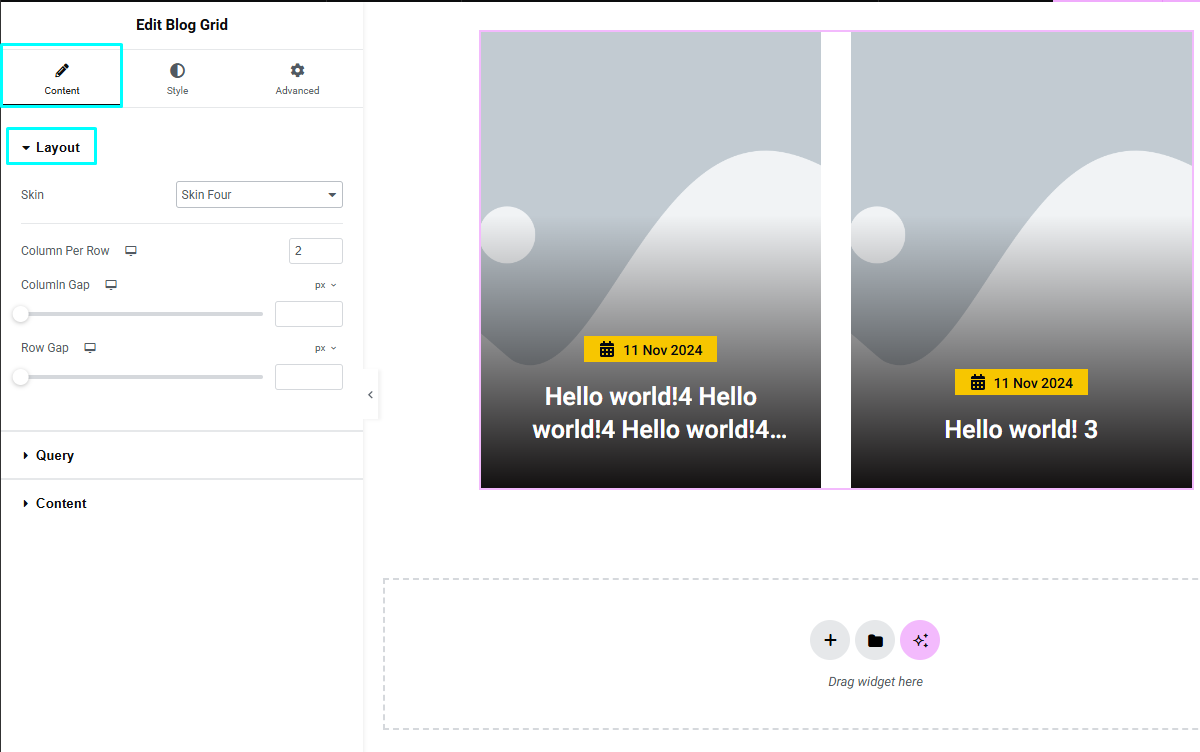 Edit Blog Grid
Content
Style
Advanced
Layout
Skin
Skin Four
Column Per Row
2
ColumIn Gap
px
Row Gap
px
Query
Content
11 Nov 2024
Hello world!4 Hello
world!4 Hello world!4...
11 Nov 2024
Hello world! 3
Drag widget here